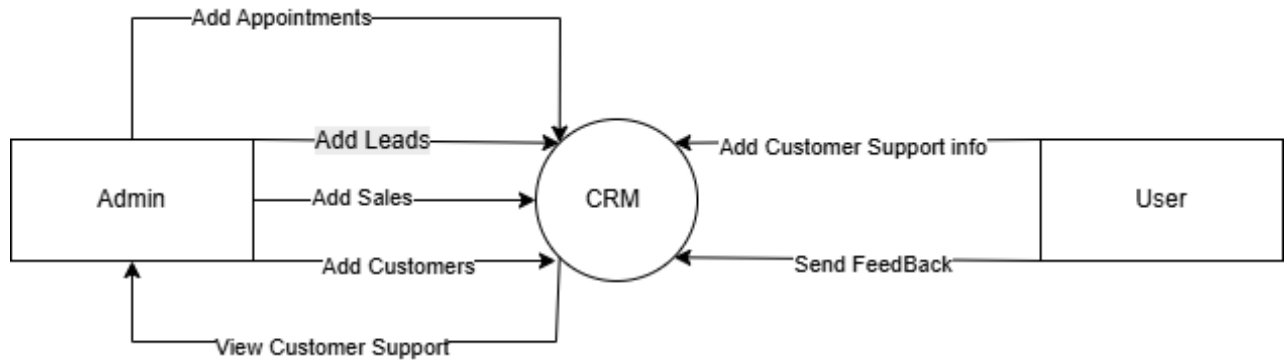 Add Appointments
Add Leads
Add Customer Support info
Admin
Add Sales
CRM
User
Add Customers
Send FeedBack
View Customer Support